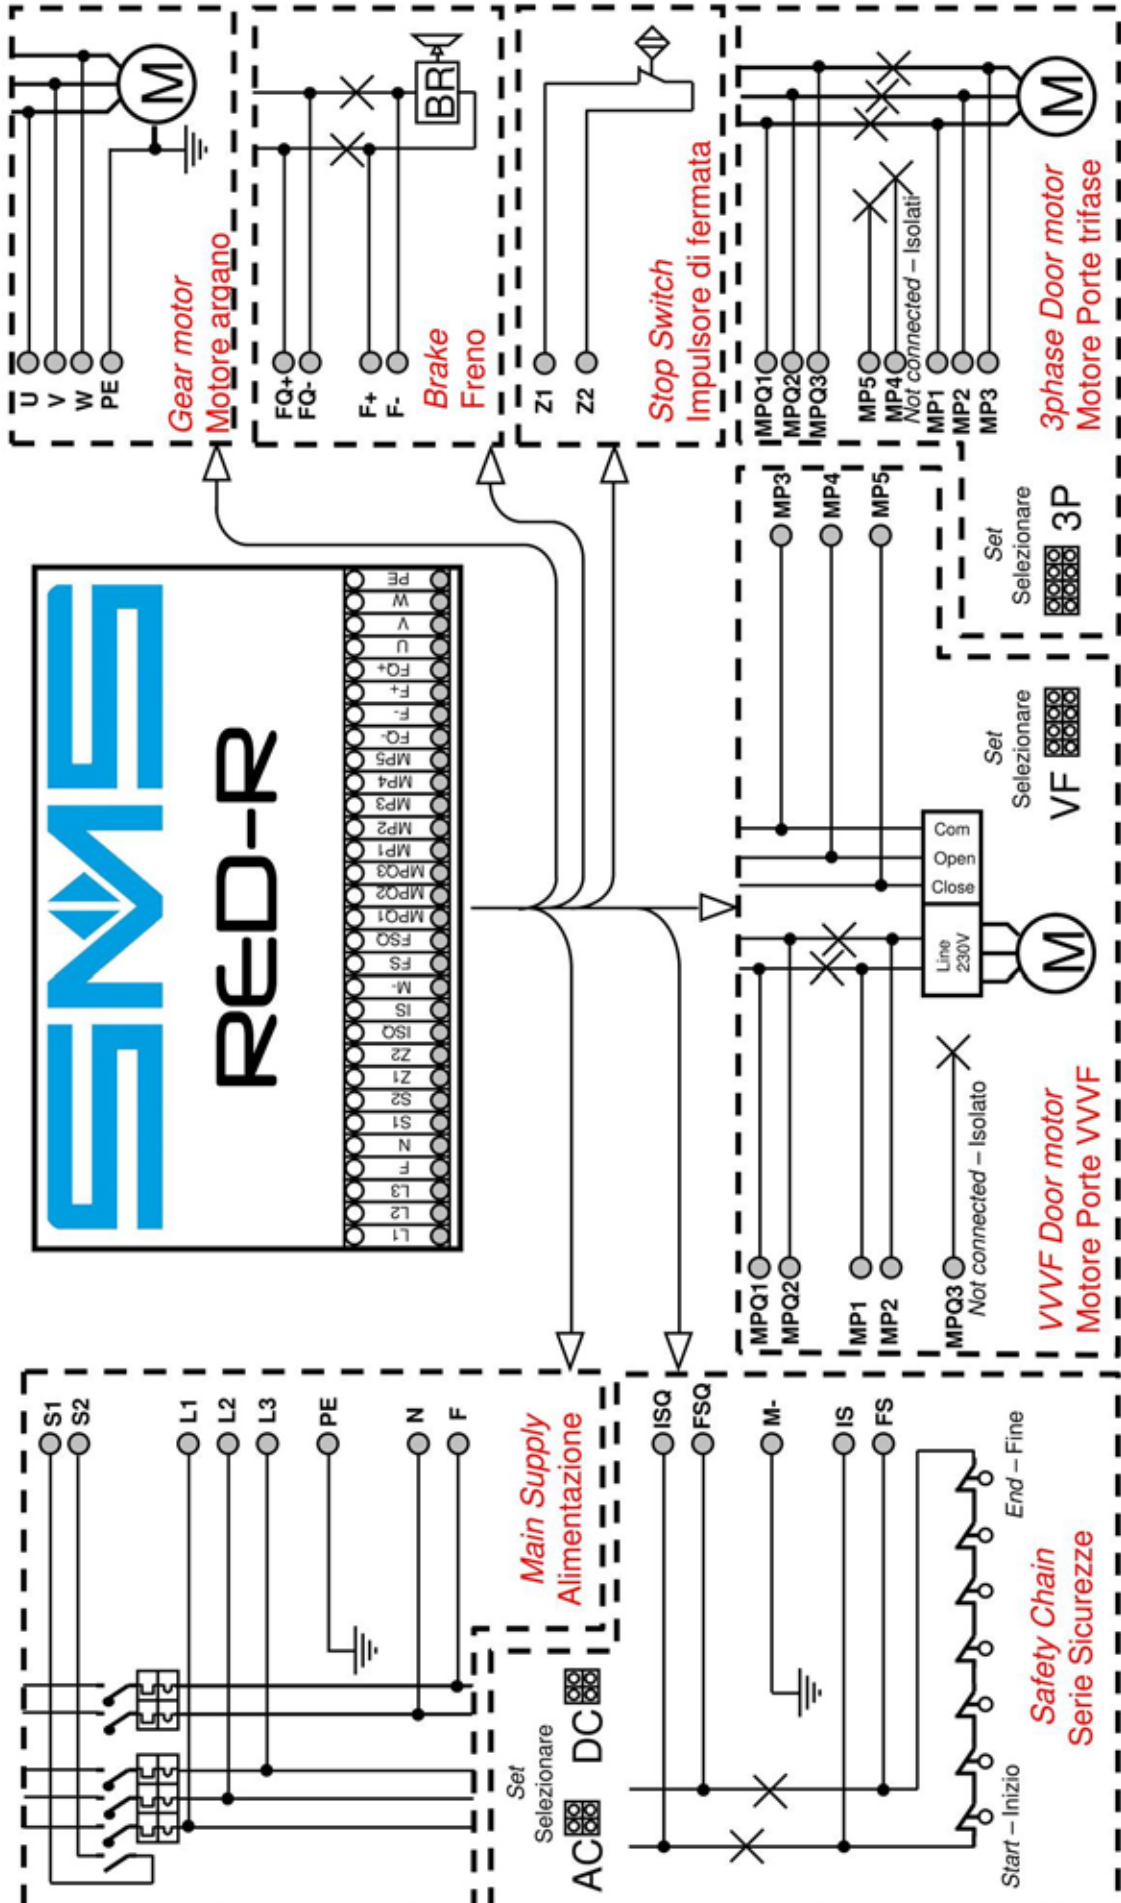 S1
S2
L1
L2
L3
PE
N
F
Main Supply
Alimentazione
Set
Selezionare
AC
DC
ISQ
FSQ
M-
IS
FS
Start – Inizio
End – Fine
Safety Chain
Serie Sicurezze
SMS
RED-R
L1
L2
L3
F
N
S1
S2
Z1
Z2
ISQ
IS
M-
FS
FSQ
MPQ1
MPQ2
MPQ3
MP1
MP2
MP3
MP4
MP5
FQ-
F-
F+
FQ+
U
V
W
PE
MPQ1
MPQ2
MP1
MP2
MPQ3
Not connected – Isolato
VVVF Door motor
Motore Porte VVVF
Line
230V
M
Close
Open
Com
MP3
MP4
MP5
Set
Selezionare
VF
Set
Selezionare
3P
U
V
W
PE
M
Gear motor
Motore argano
FQ+
FQ-
F+
F-
BR
Brake
Freno
Z1
Z2
Stop Switch
Impulsore di fermata
MPQ1
MPQ2
MPQ3
MP5
MP4
Not connected – Isolati
MP1
MP2
MP3
M
3phase Door motor
Motore Porte trifase